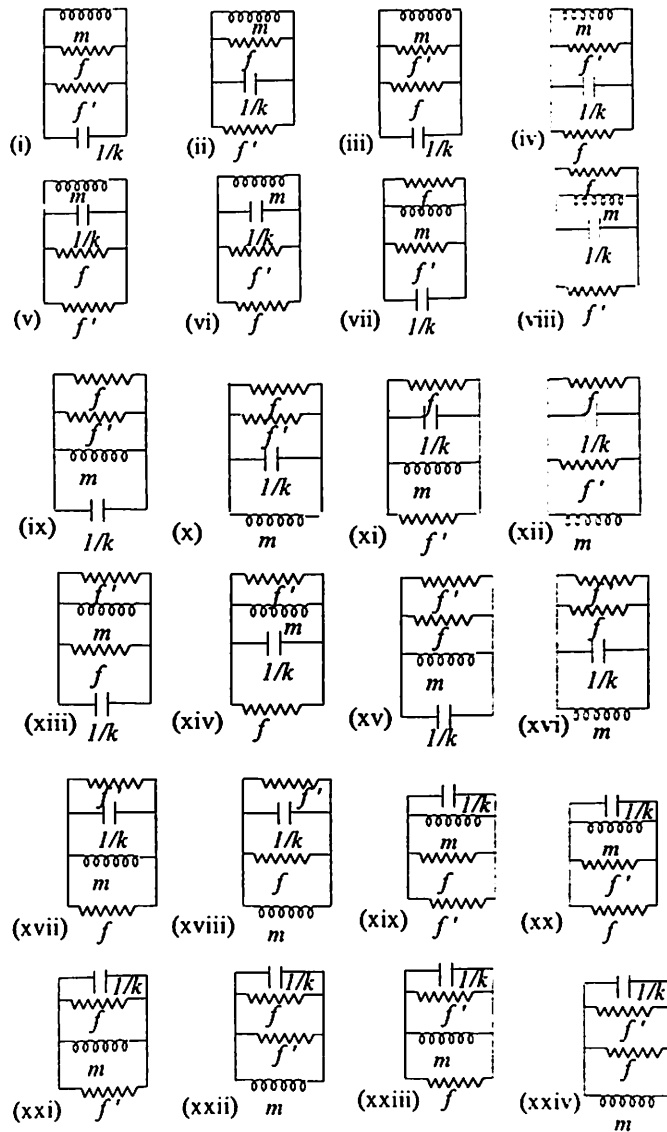 m m m m
f f f' f'
f' 1/k f 1/k
(i) 1/k (ii) f' (iii) 1/k (iv) f
m m f f
1/k 1/k m m
f f' f' 1/k
(v) f' (vi) f (vii) 1/k (viii) f'
f f f f
f' f' 1/k 1/k
m 1/k m f'
(ix) 1/k (x) m (xi) f' (xii) m
f' f' f' f'
m m f f
f 1/k m 1/k
(xiii) 1/k (xiv) f (xv) 1/k (xvi) m
f' f' 1/k 1/k
1/k 1/k m m
m f f f'
(xvii) f (xviii) m (xix) f' (xx) f
1/k 1/k 1/k 1/k
f f f' f'
m f' m f
(xxi) f' (xxii) m (xxiii) f (xxiv) m